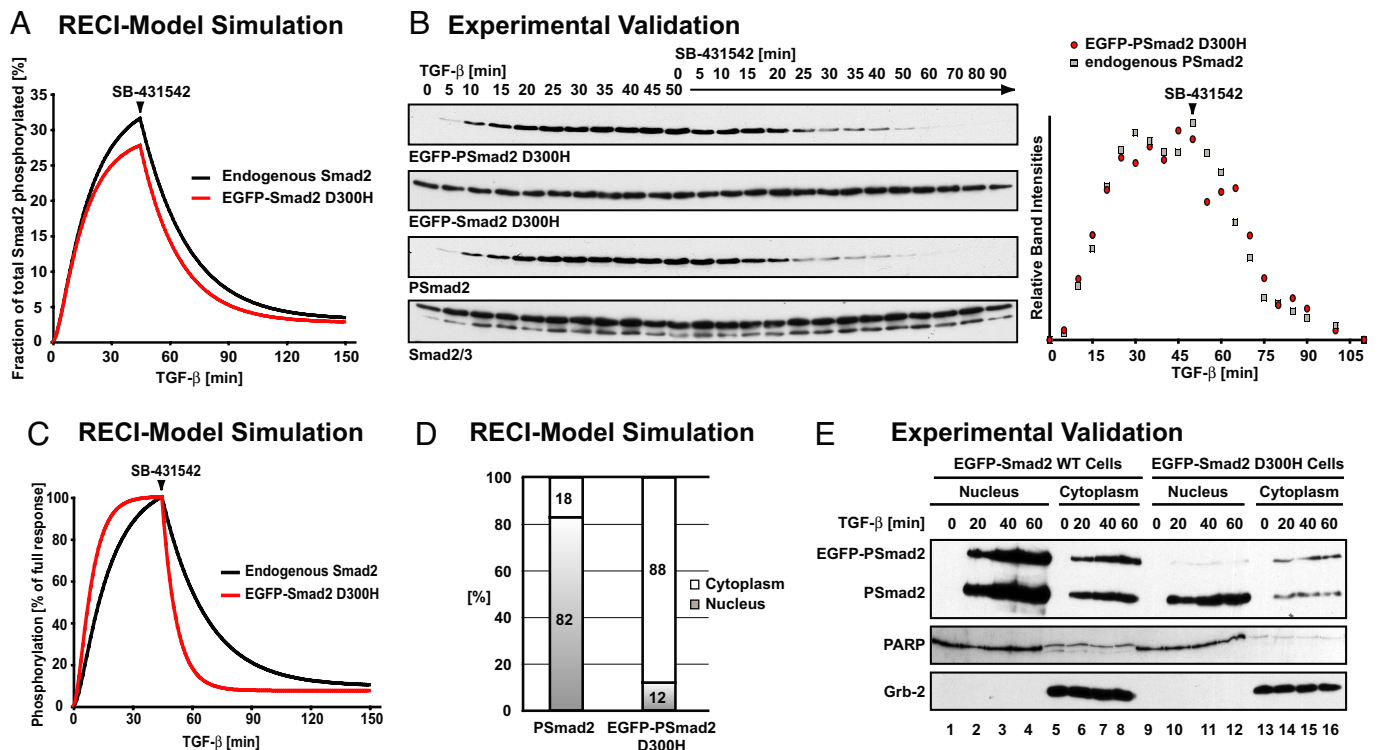 A RECI-Model Simulation
SB-431542
Fraction of total Smad2 phosphorylated [%]
35
30
25
20
15
10
5
0
Endogenous Smad2
EGFP-Smad2 D300H
0 30 60 90 120 150
TGF-β [min]
B Experimental Validation
SB-431542 [min]
TGF-β [min]
0 5 10 15 20 25 30 35 40 50 60 70 80 90
0 5 10 15 20 25 30 35 40 45 50
EGFP-PSmad2 D300H
EGFP-Smad2 D300H
PSmad2
Smad2/3
EGFP-PSmad2 D300H
endogenous PSmad2
SB-431542
Relative Band Intensities
0 15 30 45 60 75 90 105
TGF-β [min]
C RECI-Model Simulation
SB-431542
Phosphorylation [% of full response]
100
80
60
40
20
0
Endogenous Smad2
EGFP-Smad2 D300H
0 30 60 90 120 150
TGF-β [min]
D RECI-Model Simulation
[%]
100
80
60
40
20
0
18
82
88
12
Cytoplasm
Nucleus
PSmad2
EGFP-PSmad2
D300H
E Experimental Validation
EGFP-Smad2 WT Cells EGFP-Smad2 D300H Cells
Nucleus Cytoplasm Nucleus Cytoplasm
TGF-β [min] 0 20 40 60 0 20 40 60 0 20 40 60 0 20 40 60
EGFP-PSmad2
PSmad2
PARP
Grb-2
1 2 3 4 5 6 7 8 9 10 11 12 13 14 15 16